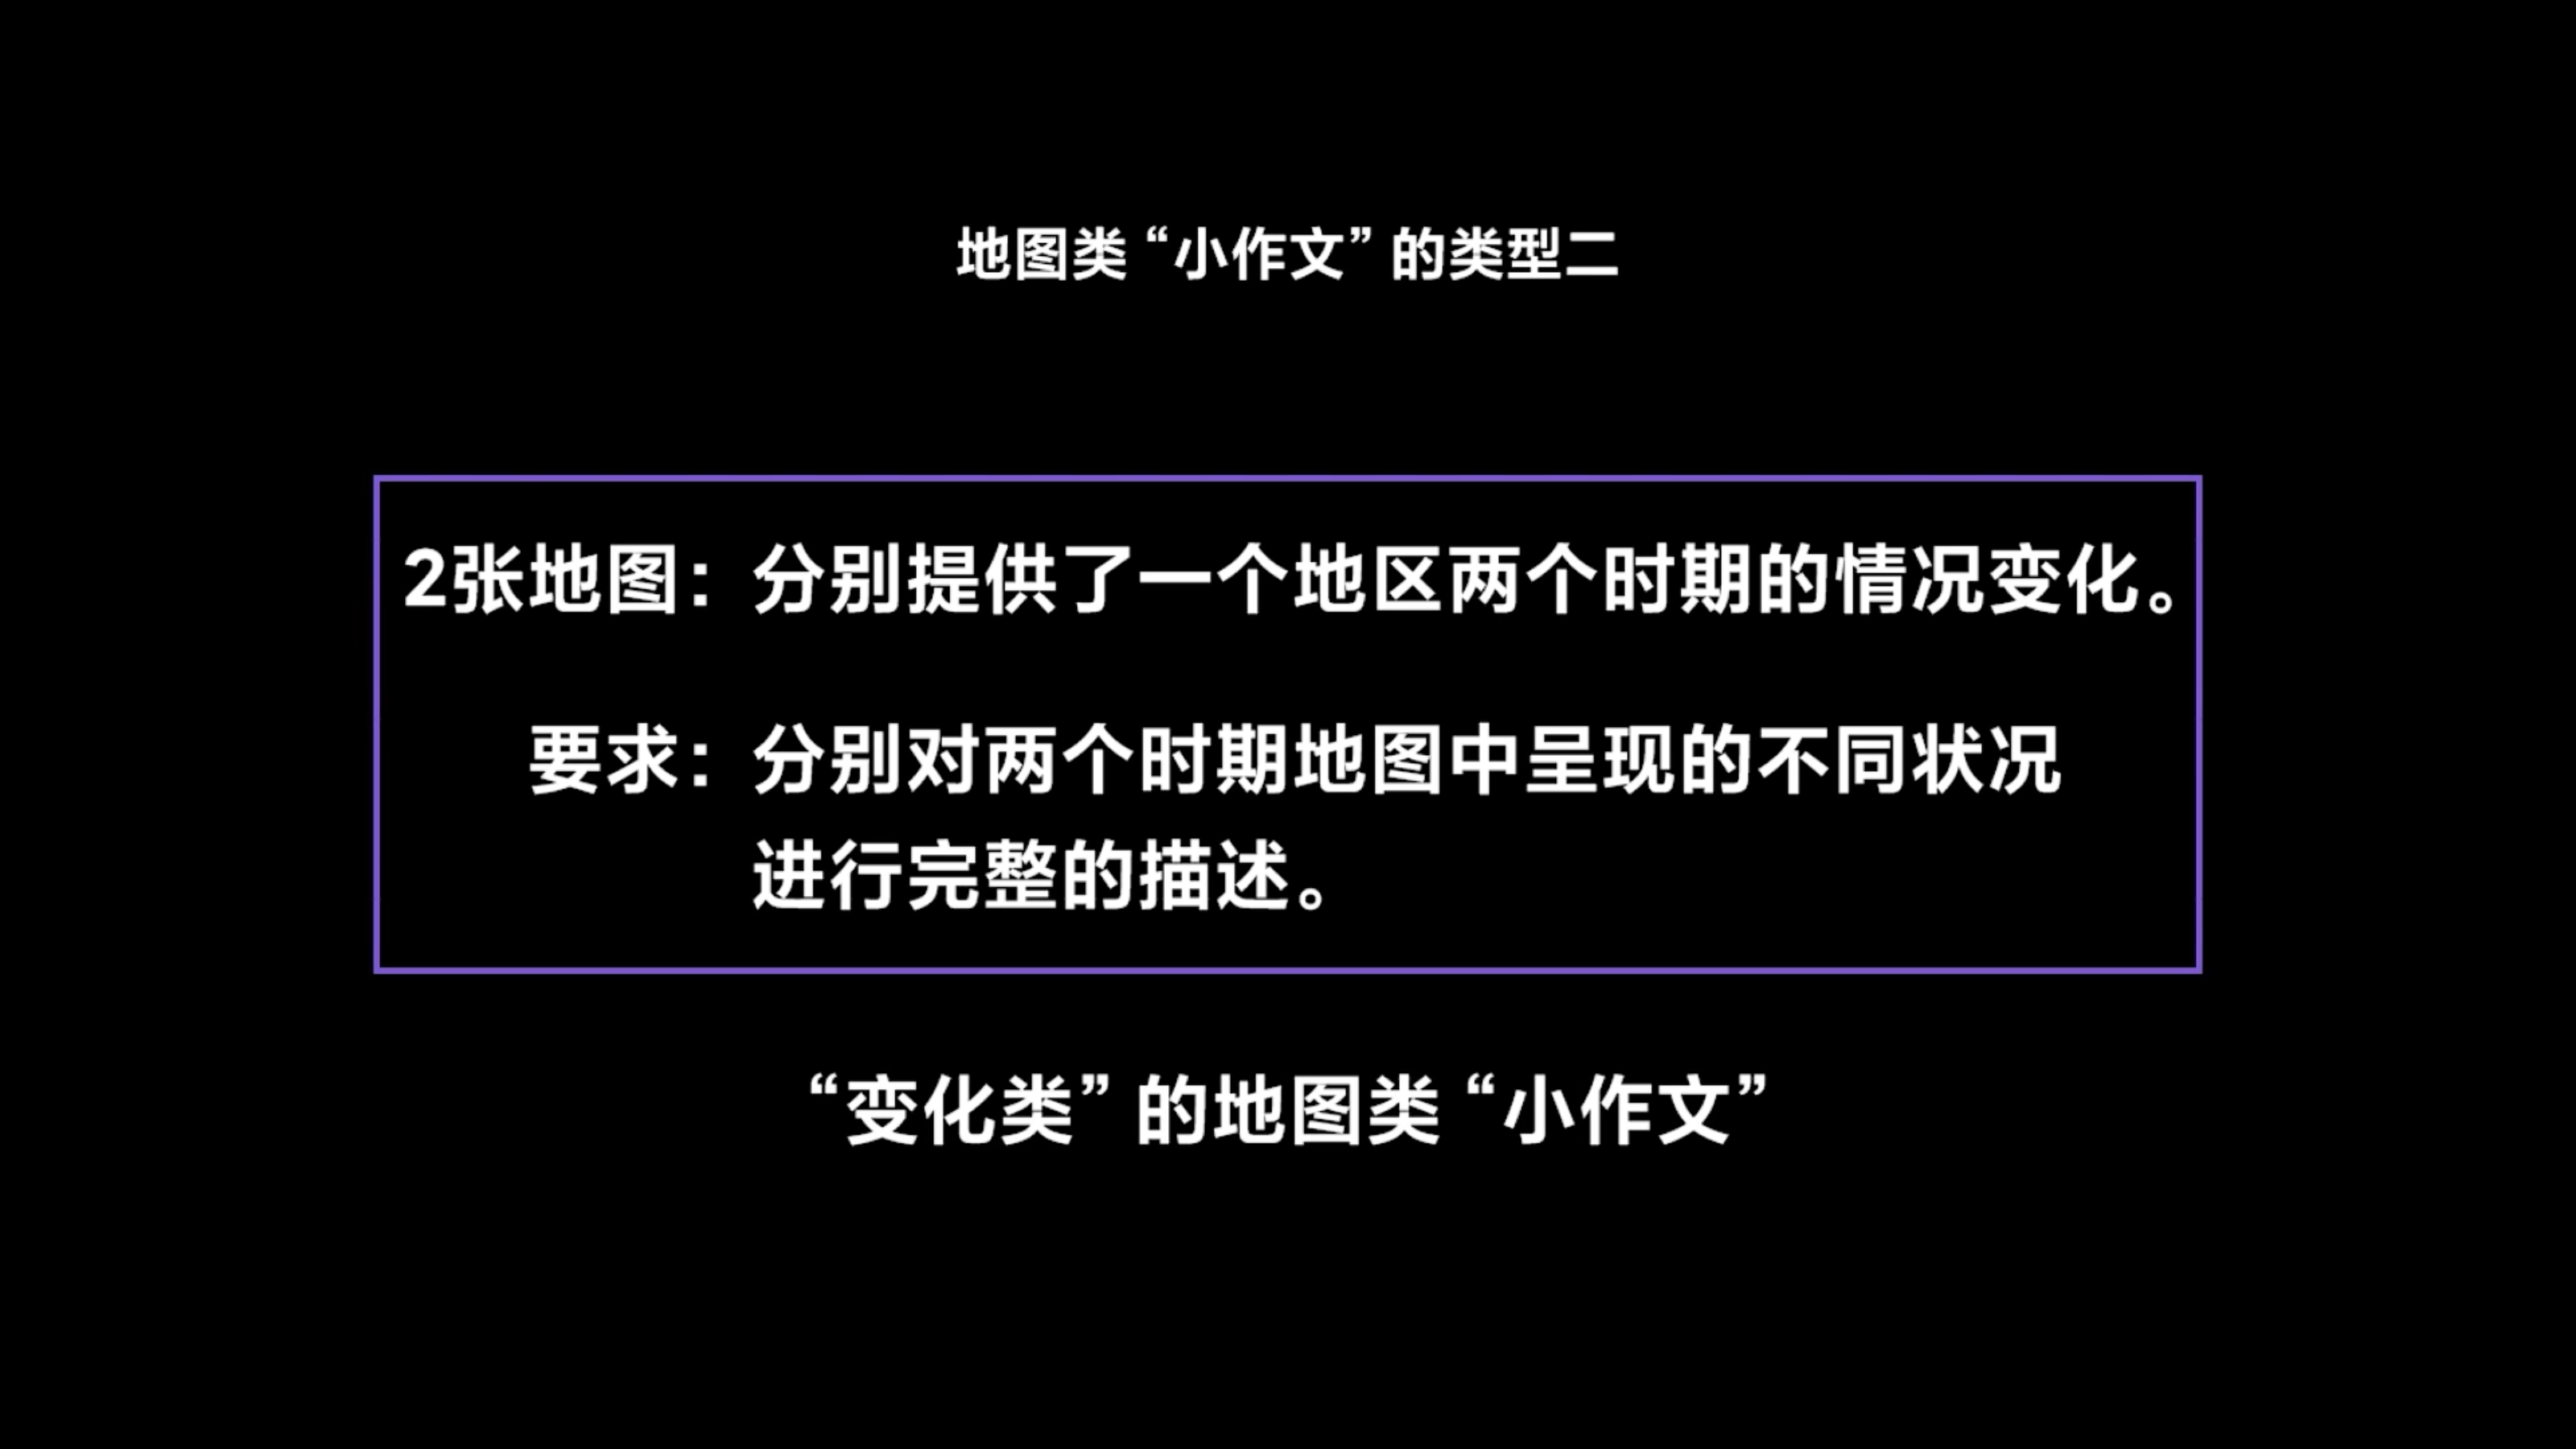 地图类“小作文”的类型二
2张地图：分别提供了一个地区两个时期的情况变化。
要求：分别对两个时期地图中呈现的不同状况
进行完整的描述。
“变化类”的地图类“小作文”